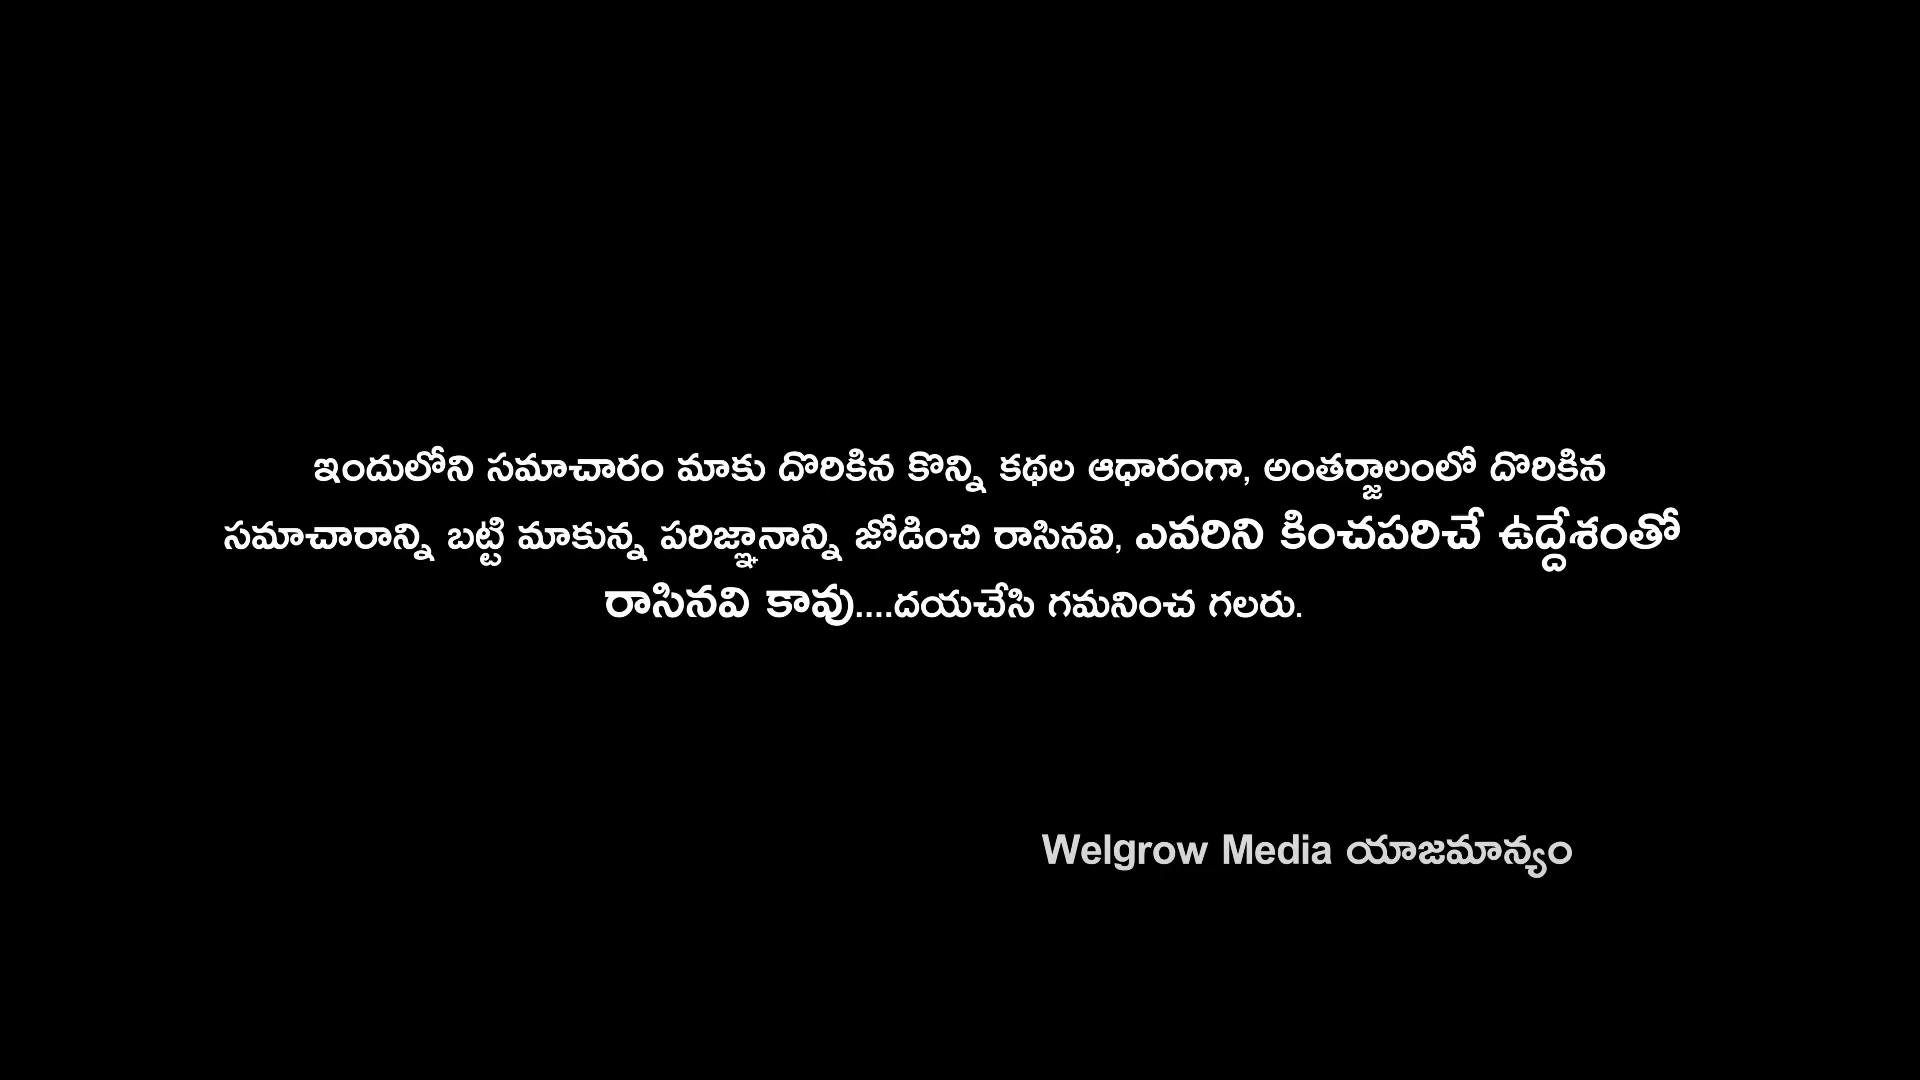 ఇందులోని సమాచారం మాకు దొరికిన కొన్ని కథల ఆధారంగా, అంతర్జాలంలో దొరికిన
సమాచారాన్ని బట్టి మాకున్న పరిజ్ఞానాన్ని జోడించి రాసినవి, ఎవరిని కించపరిచే ఉద్దేశంతో
రాసినవి కావు....దయచేసి గమనించ గలరు.
Welgrow Media యాజమాన్యం